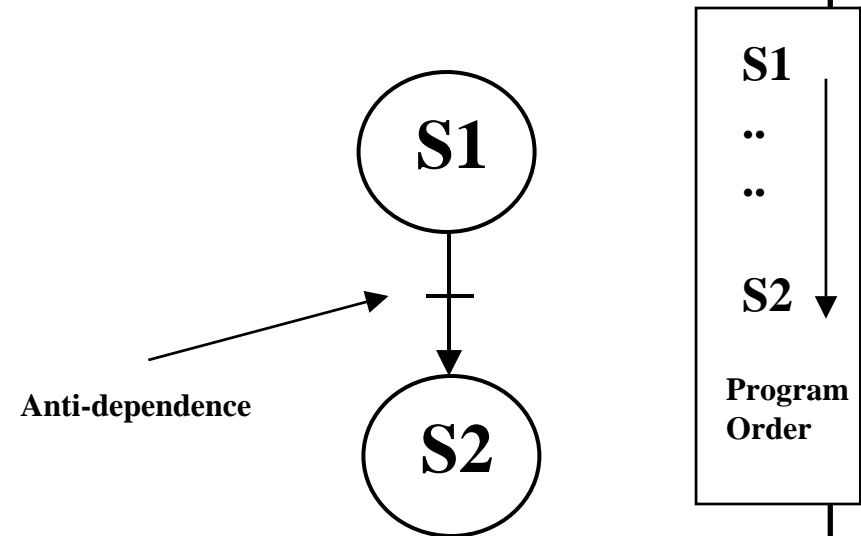 S1
Anti-dependence
S2
S1
..
..
S2
Program
Order